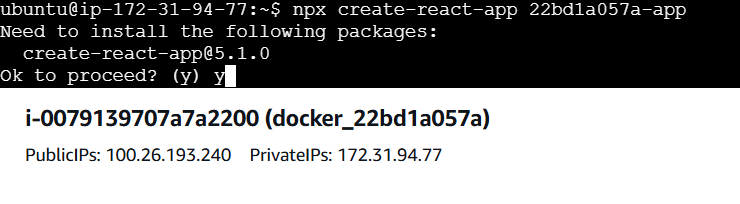 ubuntu@ip-172-31-94-77:~$ npx create-react-app 22bd1a057a-app
Need to install the following packages:
  create-react-app@5.1.0
Ok to proceed? (y) y
i-0079139707a7a2200 (docker_22bd1a057a)
PublicIPs: 100.26.193.240    PrivateIPs: 172.31.94.77